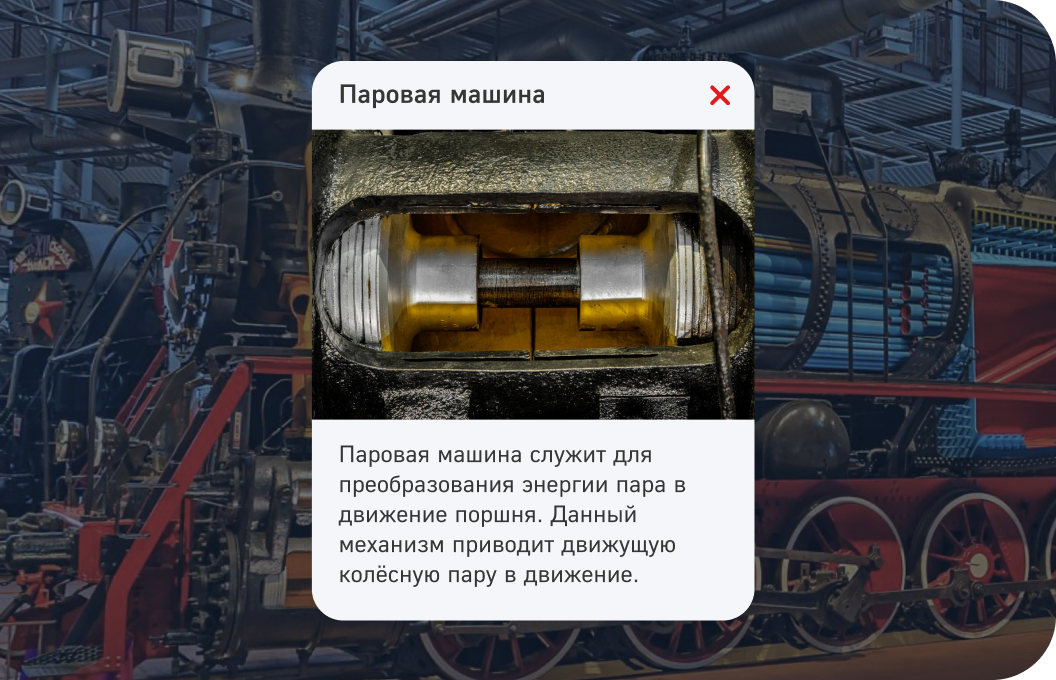 Паровая машина
Паровая машина служит для
преобразования энергии пара в
движение поршня. Данный
механизм приводит движущую
колёсную пару в движение.